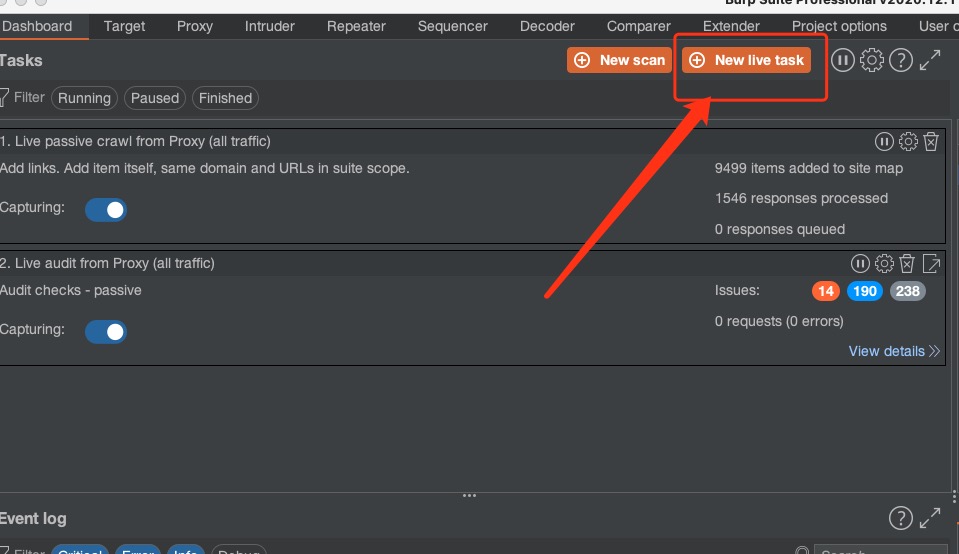 Burp Suite Professional v2020.12.1
Dashboard Target Proxy Intruder Repeater Sequencer Decoder Comparer Extender Project options User
Tasks New scan New live task
Filter Running Paused Finished
1. Live passive crawl from Proxy (all traffic)
Add links. Add item itself, same domain and URLs in suite scope. 9499 items added to site map
1546 responses processed
Capturing:
0 responses queued
2. Live audit from Proxy (all traffic)
Audit checks - passive Issues: 14 190 238
0 requests (0 errors)
Capturing:
View details
Event log
Filter Critical Error Info Debug Search